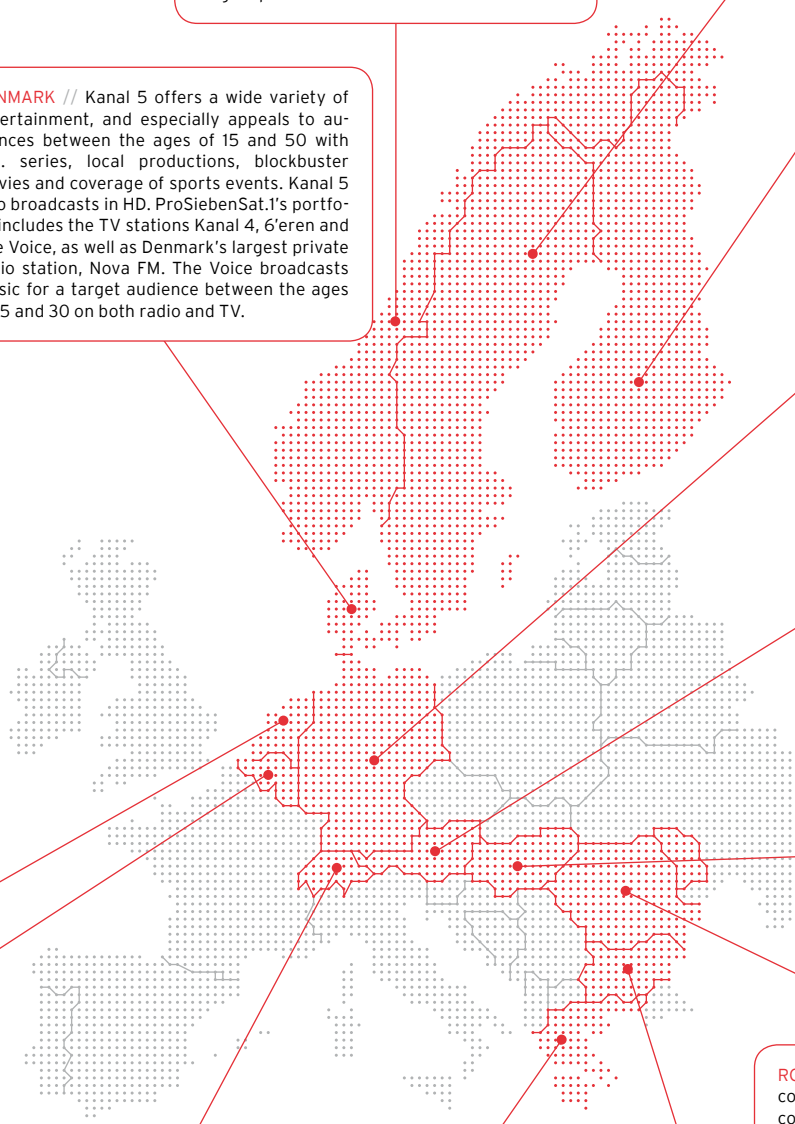 NMARK // Kanal 5 offers a wide variety of
ertainment, and especially appeals to au-
nces between the ages of 15 and 50 with
. series, local productions, blockbuster
vies and coverage of sports events. Kanal 5
o broadcasts in HD. ProSiebenSat.1's portfo-
includes the TV stations Kanal 4, 6'eren and
e Voice, as well as Denmark's largest private
io station, Nova FM. The Voice broadcasts
sic for a target audience between the ages
5 and 30 on both radio and TV.
RO
co
co